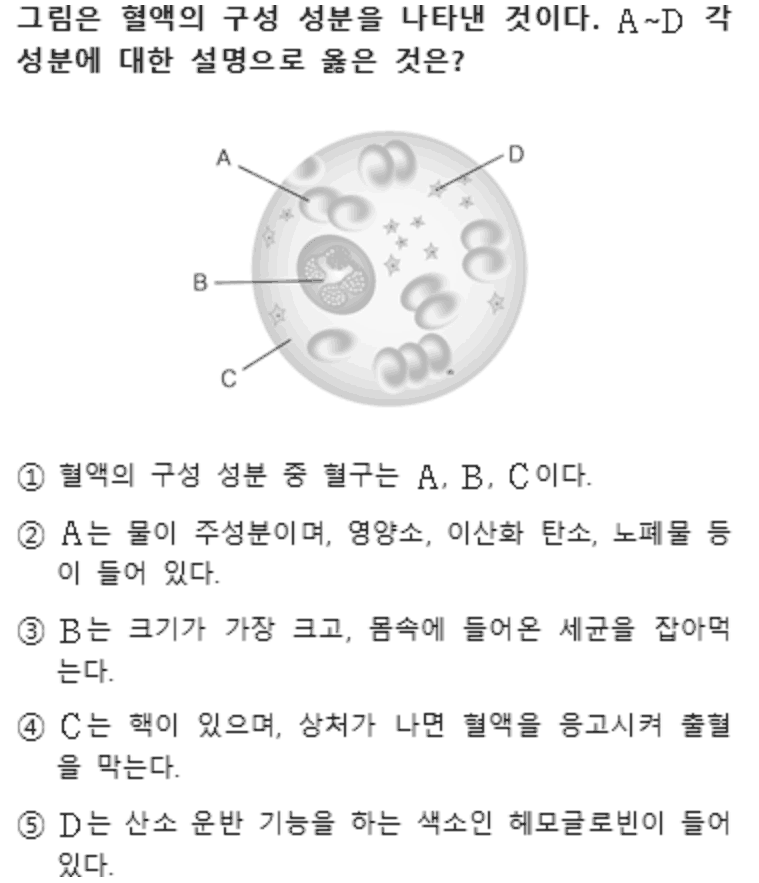 그림은 혈액의 구성 성분을 나타낸 것이다. A~D 각
성분에 대한 설명으로 옳은 것은?
A
D
B
C
① 혈액의 구성 성분 중 혈구는 A, B, C이다.
② A는 물이 주성분이며, 영양소, 이산화 탄소, 노폐물 등
이 들어 있다.
③ B는 크기가 가장 크고, 몸속에 들어온 세균을 잡아먹
는다.
④ C는 핵이 있으며, 상처가 나면 혈액을 응고시켜 출혈
을 막는다.
⑤ D는 산소 운반 기능을 하는 색소인 헤모글로빈이 들어
있다.